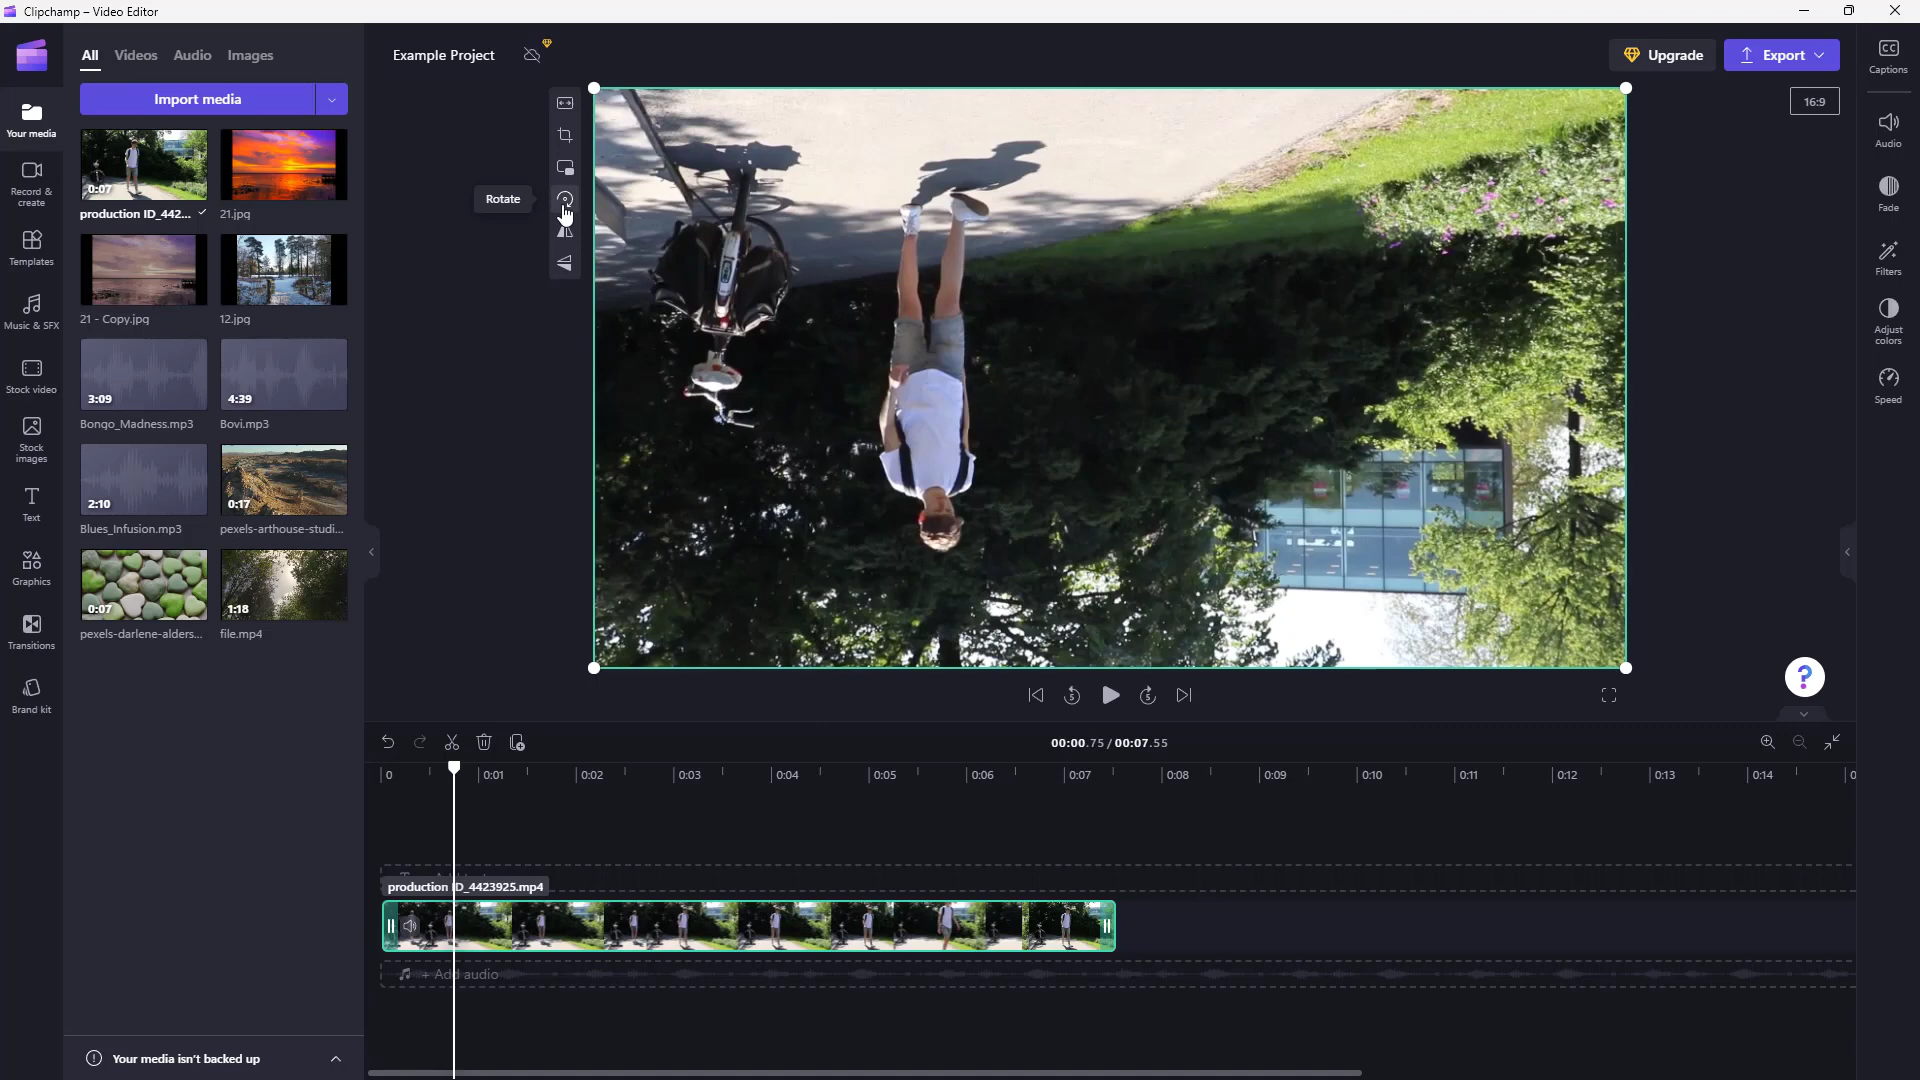 Clipchamp – Video Editor
All Videos Audio Images
Import media
Your media
Record & create
Templates
Music & SFX
Stock video
Stock images
Text
Graphics
Transitions
Brand kit
0:07
production ID_442...
21.jpg
21 - Copy.jpg
12.jpg
3:09
Bongo_Madness.mp3
4:39
Bovi.mp3
2:10
Blues_Infusion.mp3
0:17
pexels-arthouse-studi...
0:07
pexels-darlene-alders...
1:18
file.mp4
Your media isn't backed up
Example Project
Upgrade
Export
Rotate
16:9
Captions
Audio
Fade
Filters
Adjust colors
Speed
?
5
5
00:00.75 / 00:07.55
0 0:01 0:02 0:03 0:04 0:05 0:06 0:07 0:08 0:09 0:10 0:11 0:12 0:13 0:14
production ID_4423925.mp4
+ Add audio